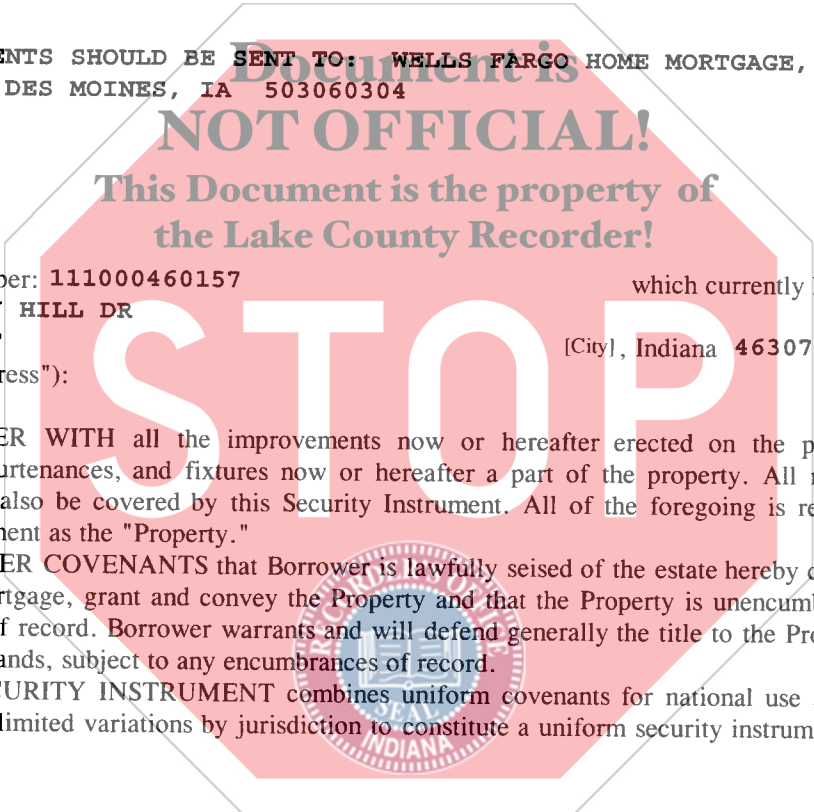 ENTS SHOULD BE SENT TO: WELLS FARGO HOME MORTGAGE,
Document is
DES MOINES, IA 503060304
NOT OFFICIAL!
This Document is the property of
the Lake County Recorder!
ber: 111000460157 which currently
HILL DR
[City], Indiana 46307
ress"):
STOP
ER WITH all the improvements now or hereafter erected on the p
urtenances, and fixtures now or hereafter a part of the property. All
also be covered by this Security Instrument. All of the foregoing is re
ment as the "Property."
ER COVENANTS that Borrower is lawfully seised of the estate hereby
rtgage, grant and convey the Property and that the Property is unencumb
f record. Borrower warrants and will defend generally the title to the Pro
ands, subject to any encumbrances of record.
CURITY INSTRUMENT combines uniform covenants for national use
limited variations by jurisdiction to constitute a uniform security instrum
RECORDER'S OFFICE
SEAL
INDIANA